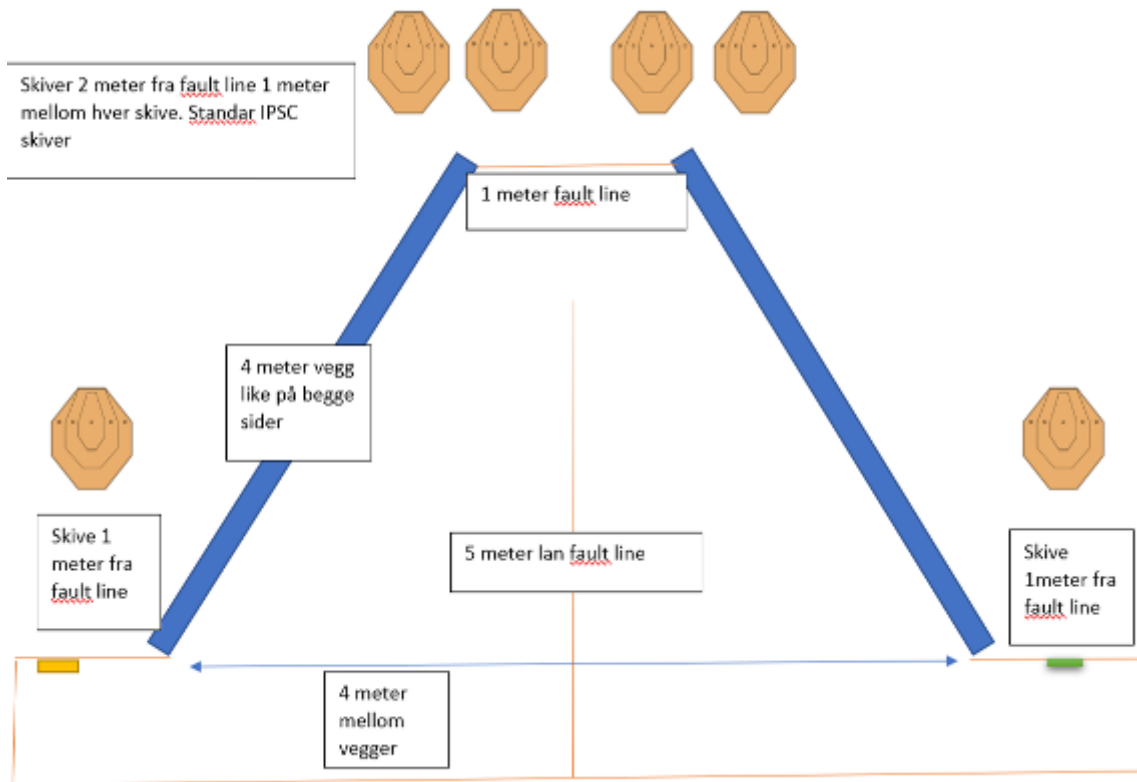 Skiver 2 meter fra fault line 1 meter
mellom hver skive. Standar IPSC
skiver
1 meter fault line
4 meter vegg
like på begge
sider
Skive 1
meter fra
fault line
5 meter lan fault line
Skive
1meter fra
fault line
4 meter
mellom
vegger